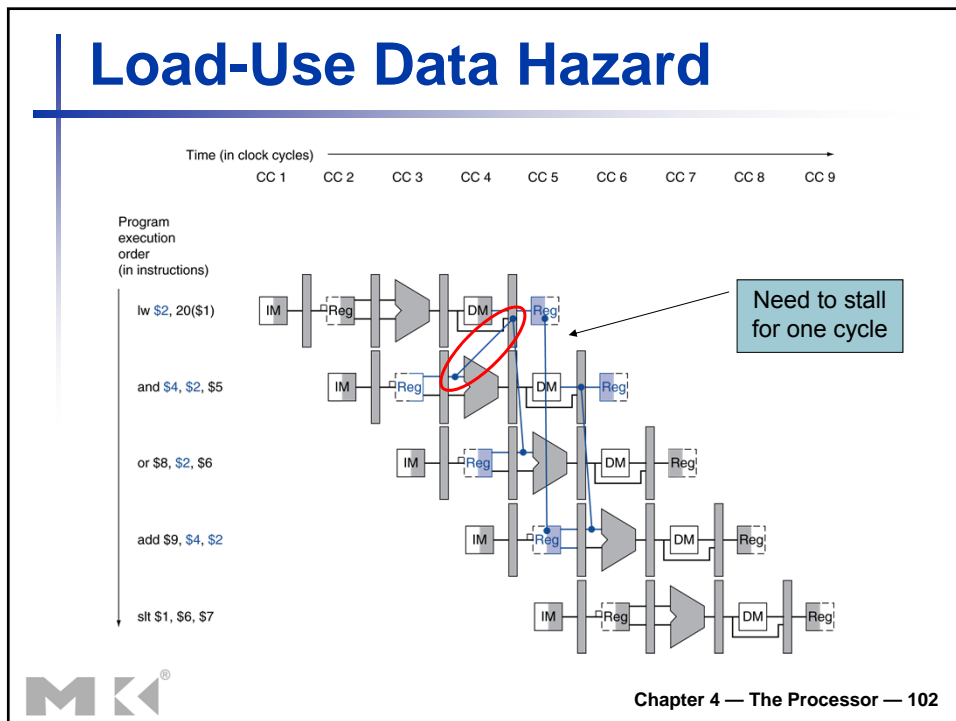 Load-Use Data Hazard
Time (in clock cycles)
CC 1 CC 2 CC 3 CC 4 CC 5 CC 6 CC 7 CC 8 CC 9
Program
execution
order
(in instructions)
lw $2, 20($1) IM Reg DM Reg
Need to stall
for one cycle
and $4, $2, $5 IM Reg DM Reg
or $8, $2, $6 IM Reg DM Reg
add $9, $4, $2 IM Reg DM Reg
slt $1, $6, $7 IM Reg DM Reg
MK®
Chapter 4 — The Processor — 102